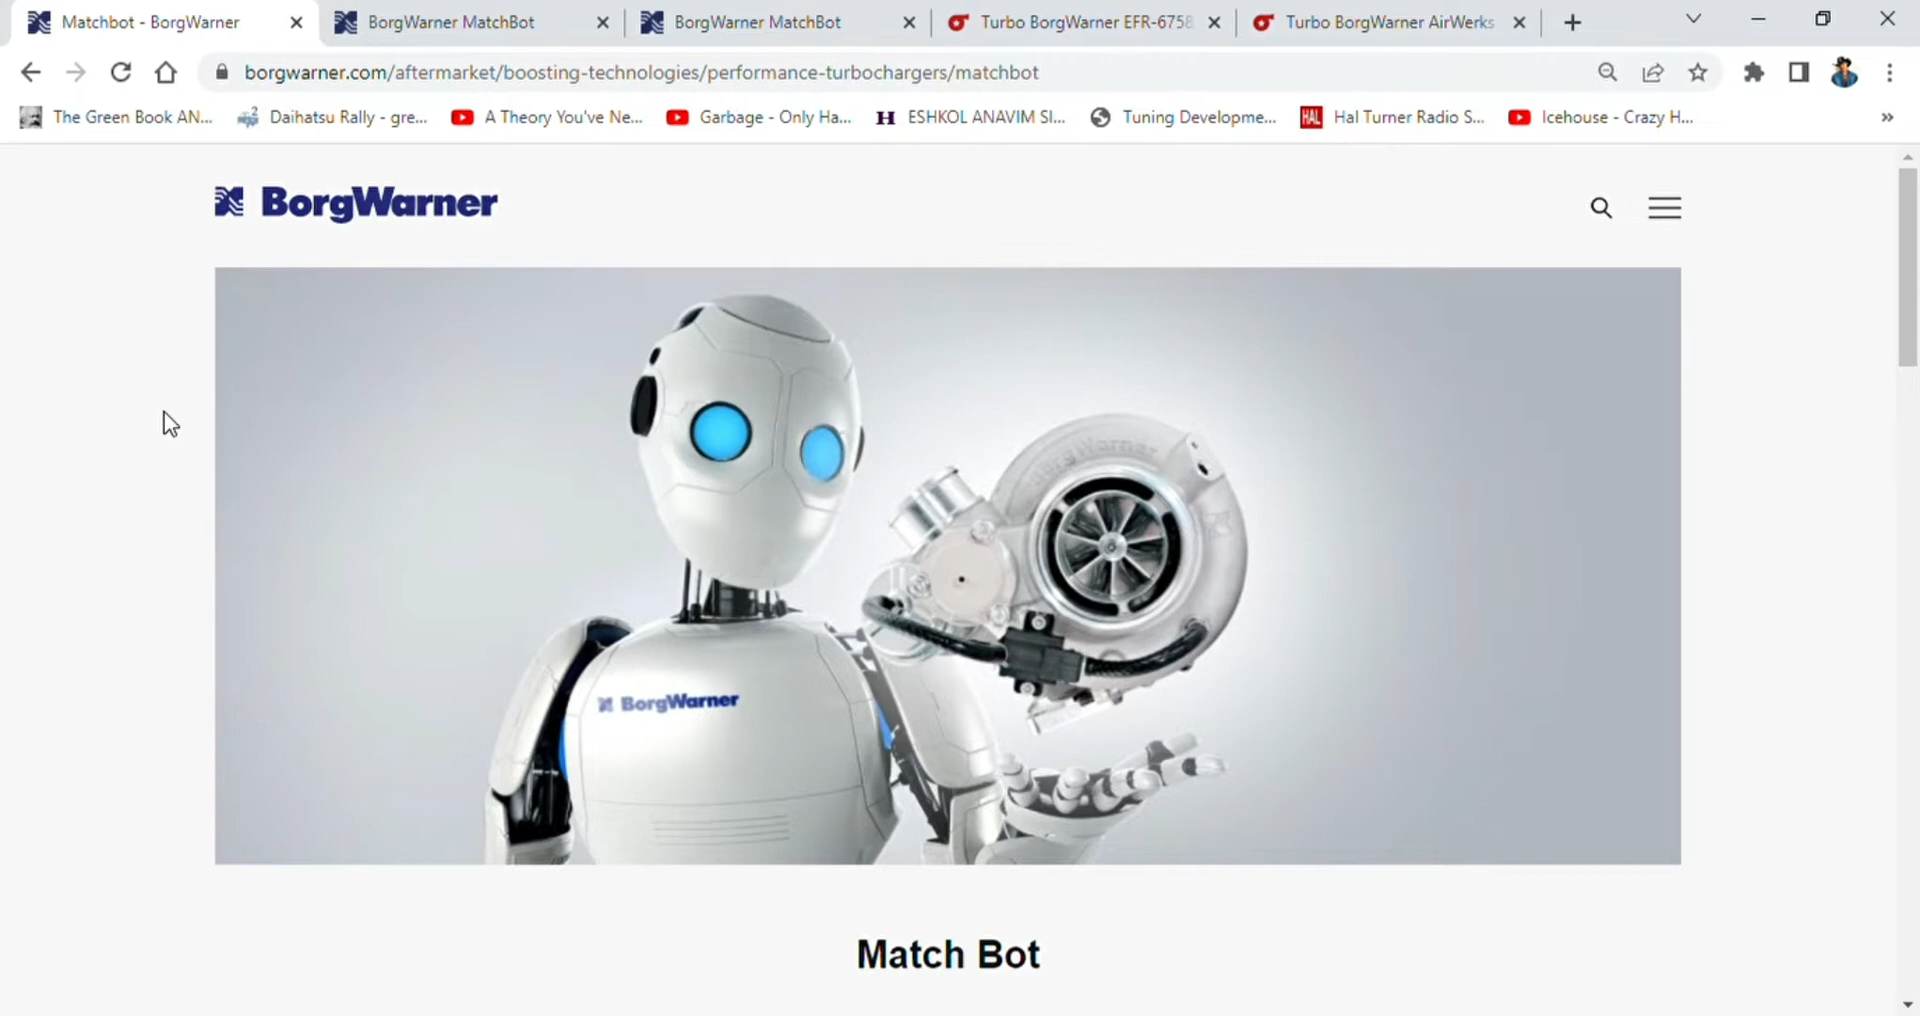 Matchbot - BorgWarner
BorgWarner MatchBot
BorgWarner MatchBot
Turbo BorgWarner EFR-6758
Turbo BorgWarner AirWerks
borgwarner.com/aftermarket/boosting-technologies/performance-turbochargers/matchbot
The Green Book AN...
Daihatsu Rally - gre...
A Theory You've Ne...
Garbage - Only Ha...
H
ESHKOL ANAVIM SI...
Tuning Developme...
HAL
Hal Turner Radio S...
Icehouse - Crazy H...
BorgWarner
BorgWarner
BorgWarner
Match Bot